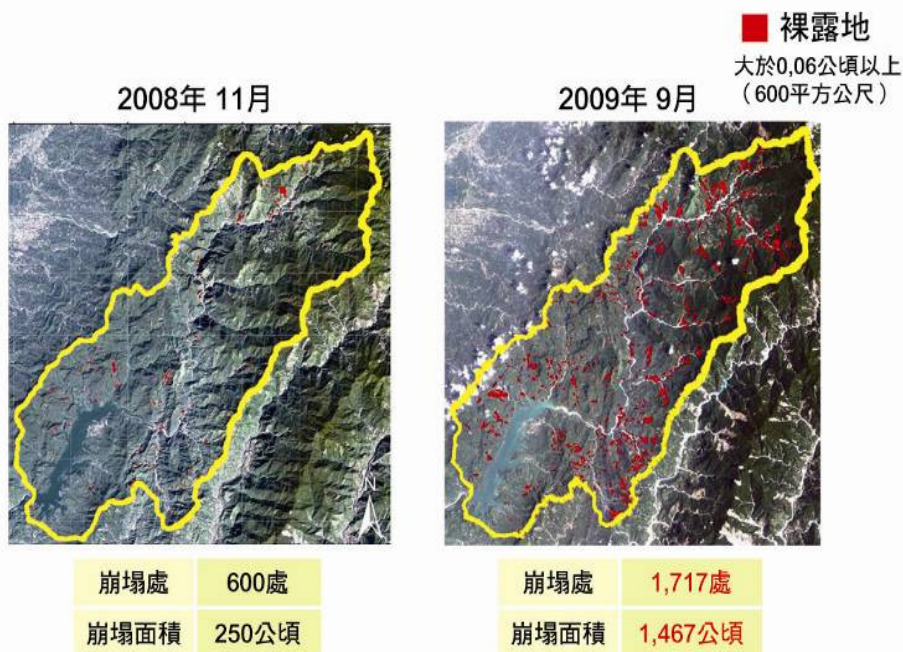 裸露地
大於0,06公頃以上
（600平方公尺）
2008年 11月
2009年 9月
N
崩塌處 600處
崩塌面積 250公頃
崩塌處 1,717處
崩塌面積 1,467公頃